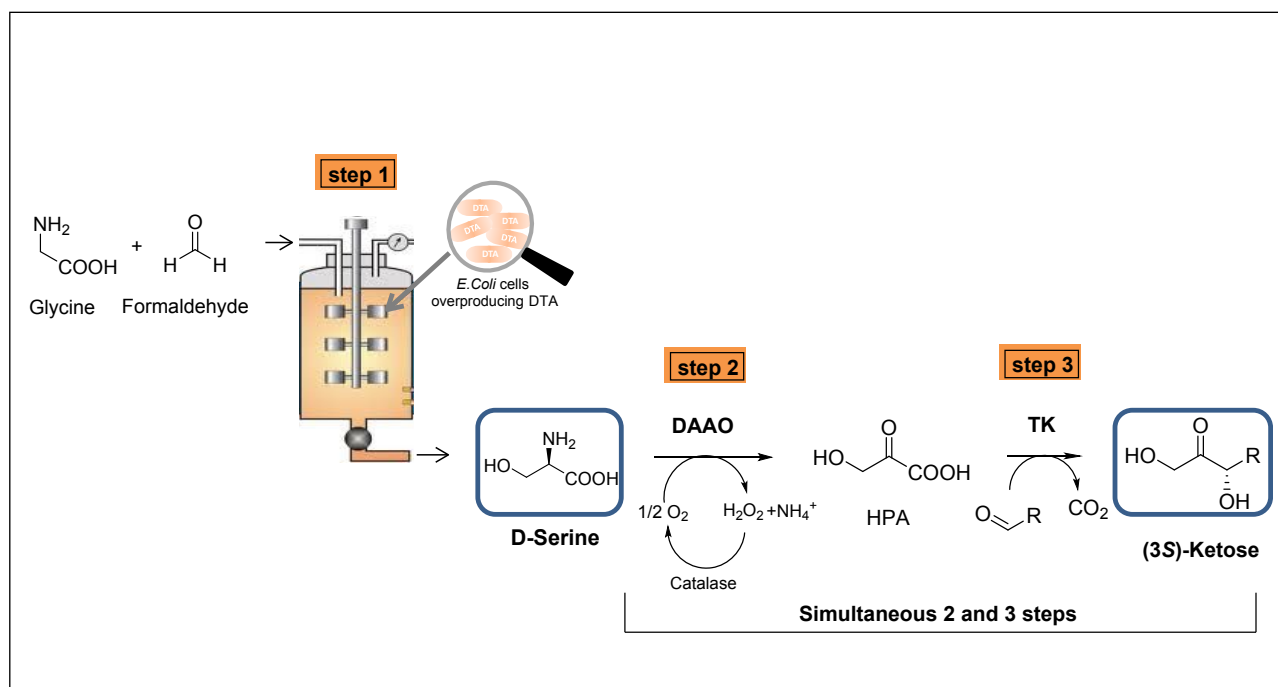 step 1
NH₂
+
O
COOH
H H
Glycine Formaldehyde
DTA
DTA
DTA
DTA
DTA
E.Coli cells
overproducing DTA
step 2
step 3
NH₂
HO
COOH
D-Serine
DAAO
1/2 O₂
H₂O₂ +NH₄⁺
Catalase
O
HO
COOH
HPA
TK
O
R
CO₂
O
HO
R
OH
(3S)-Ketose
Simultaneous 2 and 3 steps